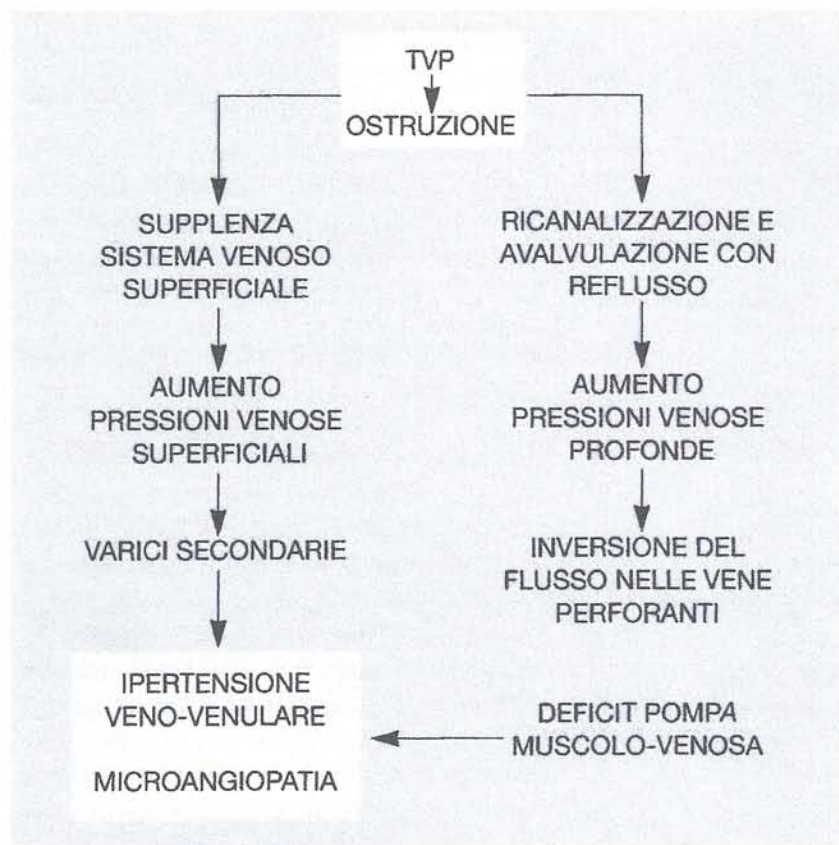 TVP
OSTRUZIONE
SUPPLENZA
SISTEMA VENOSO
SUPERFICIALE
AUMENTO
PRESSIONI VENOSE
SUPERFICIALI
VARICI SECONDARIE
IPERTENSIONE
VENO-VENULARE
MICROANGIOPATIA
RICANALIZZAZIONE E
AVALVULAZIONE CON
REFLUSSO
AUMENTO
PRESSIONI VENOSE
PROFONDE
INVERSIONE DEL
FLUSSO NELLE VENE
PERFORANTI
DEFICIT POMPA
MUSCOLO-VENOSA